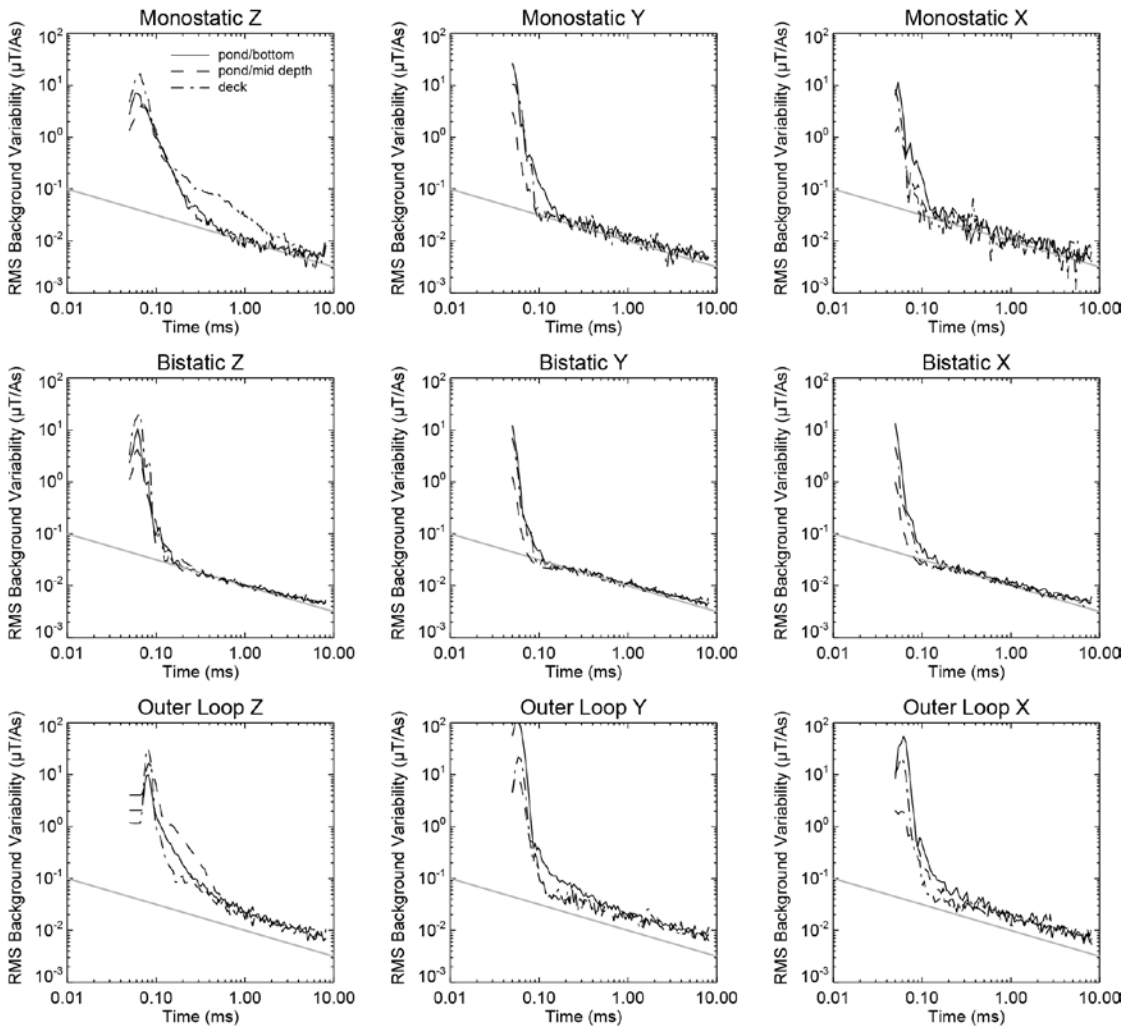 Monostatic Z
Monostatic Y
Monostatic X
RMS Background Variability (µT/As)
10²
10¹
10⁰
10⁻¹
10⁻²
10⁻³
pond/bottom
pond/mid depth
deck
0.01 0.10 1.00 10.00
Time (ms)
RMS Background Variability (µT/As)
10²
10¹
10⁰
10⁻¹
10⁻²
10⁻³
0.01 0.10 1.00 10.00
Time (ms)
RMS Background Variability (µT/As)
10²
10¹
10⁰
10⁻¹
10⁻²
10⁻³
0.01 0.10 1.00 10.00
Time (ms)
Bistatic Z
Bistatic Y
Bistatic X
RMS Background Variability (µT/As)
10²
10¹
10⁰
10⁻¹
10⁻²
10⁻³
0.01 0.10 1.00 10.00
Time (ms)
RMS Background Variability (µT/As)
10²
10¹
10⁰
10⁻¹
10⁻²
10⁻³
0.01 0.10 1.00 10.00
Time (ms)
RMS Background Variability (µT/As)
10²
10¹
10⁰
10⁻¹
10⁻²
10⁻³
0.01 0.10 1.00 10.00
Time (ms)
Outer Loop Z
Outer Loop Y
Outer Loop X
RMS Background Variability (µT/As)
10²
10¹
10⁰
10⁻¹
10⁻²
10⁻³
0.01 0.10 1.00 10.00
Time (ms)
RMS Background Variability (µT/As)
10²
10¹
10⁰
10⁻¹
10⁻²
10⁻³
0.01 0.10 1.00 10.00
Time (ms)
RMS Background Variability (µT/As)
10²
10¹
10⁰
10⁻¹
10⁻²
10⁻³
0.01 0.10 1.00 10.00
Time (ms)